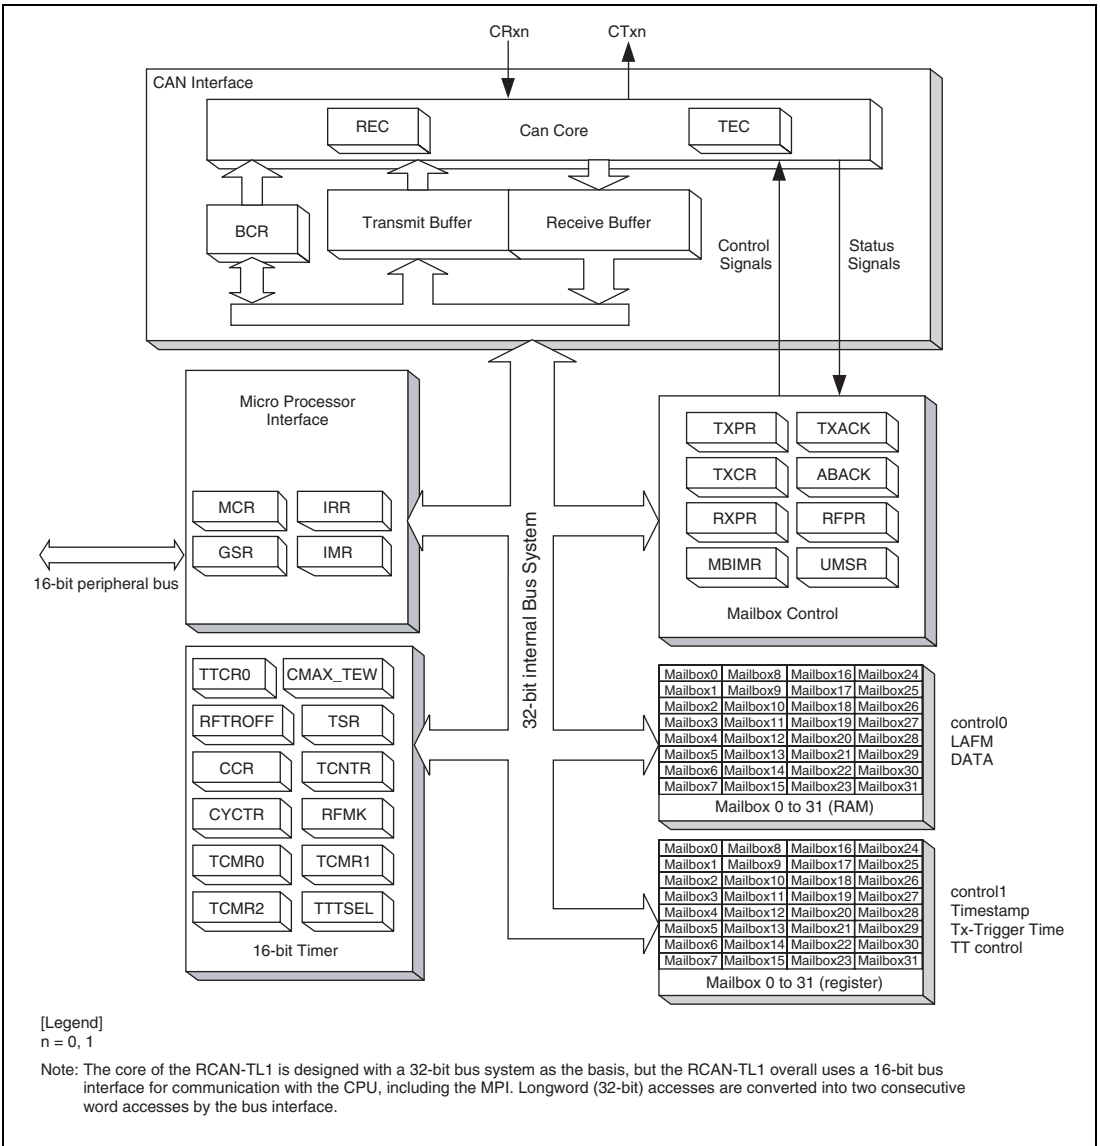 CRxn
CTxn
CAN Interface
REC
Can Core
TEC
BCR
Transmit Buffer
Receive Buffer
Control
Signals
Status
Signals
Micro Processor
Interface
MCR
IRR
GSR
IMR
16-bit peripheral bus
32-bit internal Bus System
TXPR
TXACK
TXCR
ABACK
RXPR
RFPR
MBIMR
UMSR
Mailbox Control
TTCR0
CMAX_TEW
RFTROFF
TSR
CCR
TCNTR
CYCTR
RFMK
TCMR0
TCMR1
TCMR2
TTTSEL
16-bit Timer
Mailbox0 Mailbox8 Mailbox16 Mailbox24
Mailbox1 Mailbox9 Mailbox17 Mailbox25
Mailbox2 Mailbox10 Mailbox18 Mailbox26
Mailbox3 Mailbox11 Mailbox19 Mailbox27
Mailbox4 Mailbox12 Mailbox20 Mailbox28
Mailbox5 Mailbox13 Mailbox21 Mailbox29
Mailbox6 Mailbox14 Mailbox22 Mailbox30
Mailbox7 Mailbox15 Mailbox23 Mailbox31
Mailbox 0 to 31 (RAM)
control0
LAFM
DATA
Mailbox0 Mailbox8 Mailbox16 Mailbox24
Mailbox1 Mailbox9 Mailbox17 Mailbox25
Mailbox2 Mailbox10 Mailbox18 Mailbox26
Mailbox3 Mailbox11 Mailbox19 Mailbox27
Mailbox4 Mailbox12 Mailbox20 Mailbox28
Mailbox5 Mailbox13 Mailbox21 Mailbox29
Mailbox6 Mailbox14 Mailbox22 Mailbox30
Mailbox7 Mailbox15 Mailbox23 Mailbox31
Mailbox 0 to 31 (register)
control1
Timestamp
Tx-Trigger Time
TT control
[Legend]
n = 0, 1
Note: The core of the RCAN-TL1 is designed with a 32-bit bus system as the basis, but the RCAN-TL1 overall uses a 16-bit bus
interface for communication with the CPU, including the MPI. Longword (32-bit) accesses are converted into two consecutive
word accesses by the bus interface.